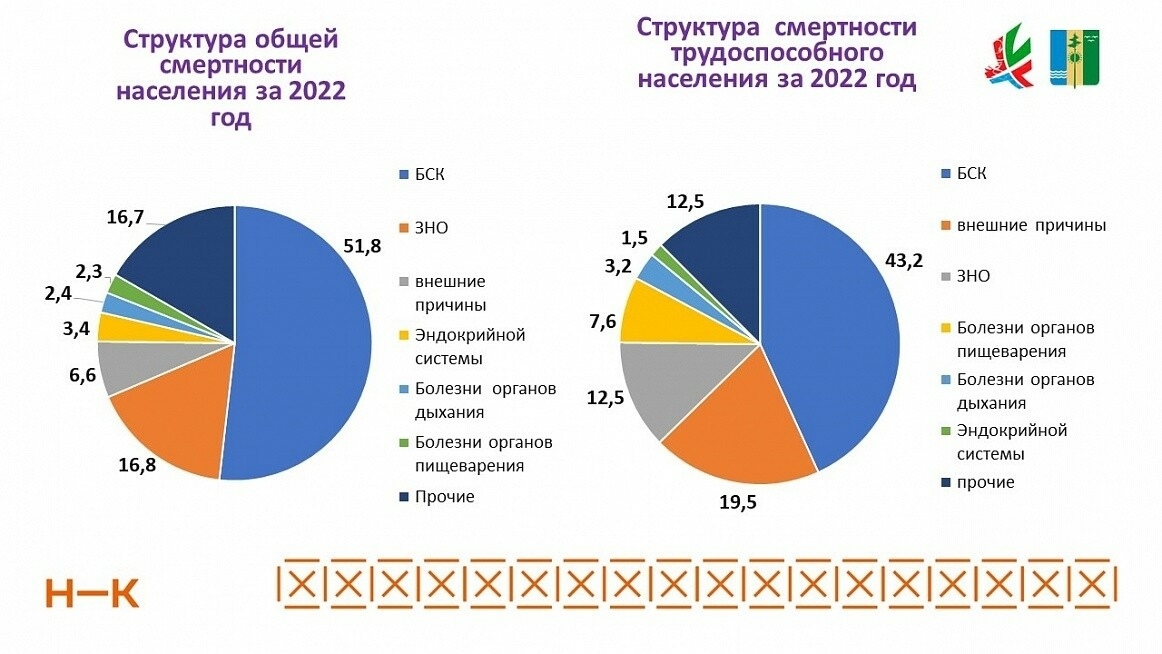 Структура общей
смертности
населения за 2022
год
16,7
2,3
2,4
3,4
6,6
16,8
51,8
БСК
ЗНО
внешние
причины
Эндокрийной
системы
Болезни органов
дыхания
Болезни органов
пищеварения
Прочие
Структура смертности
трудоспособного
населения за 2022 год
12,5
1,5
3,2
7,6
12,5
19,5
43,2
БСК
внешние причины
ЗНО
Болезни органов
пищеварения
Болезни органов
дыхания
Эндокрийной
системы
прочие
Н–К